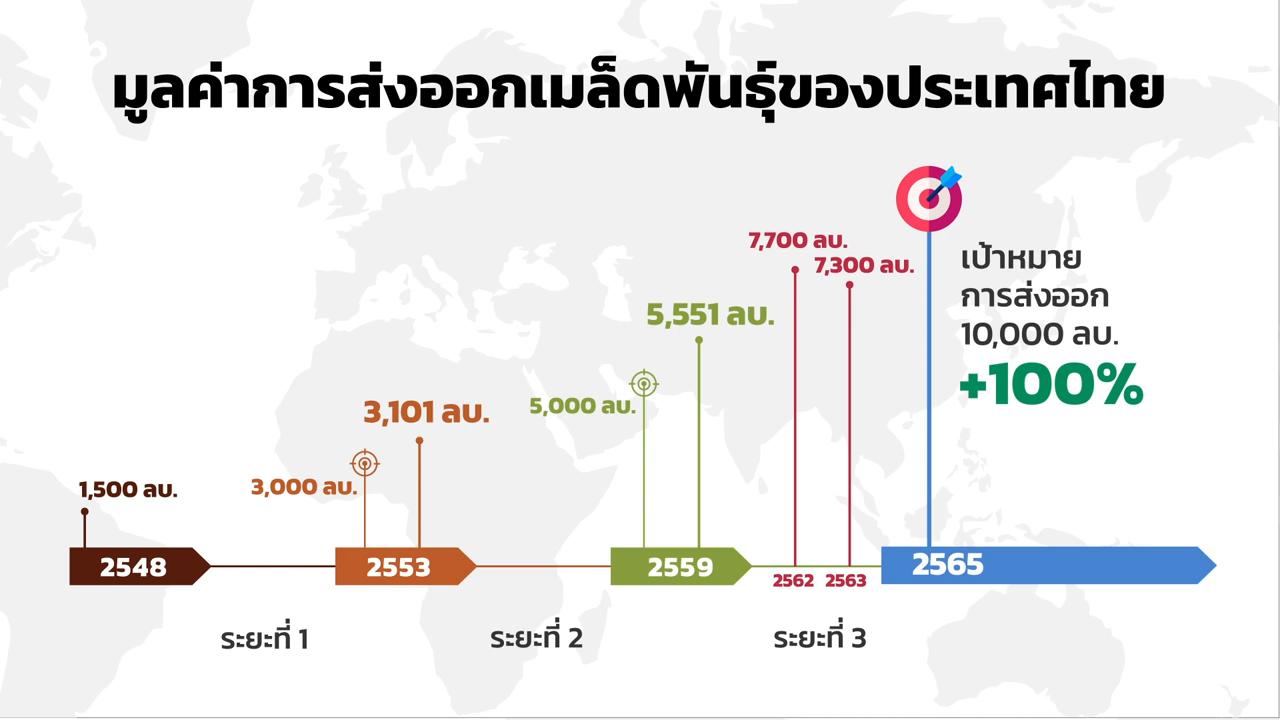 มูลค่าการส่งออกเมล็ดพันธุ์ของประเทศไทย
7,700 ลบ.
7,300 ลบ.
เป้าหมาย
การส่งออก
10,000 ลบ.
+100%
5,551 ลบ.
5,000 ลบ.
3,101 ลบ.
3,000 ลบ.
1,500 ลบ.
2548
2553
2559
2562
2563
2565
ระยะที่ 1
ระยะที่ 2
ระยะที่ 3